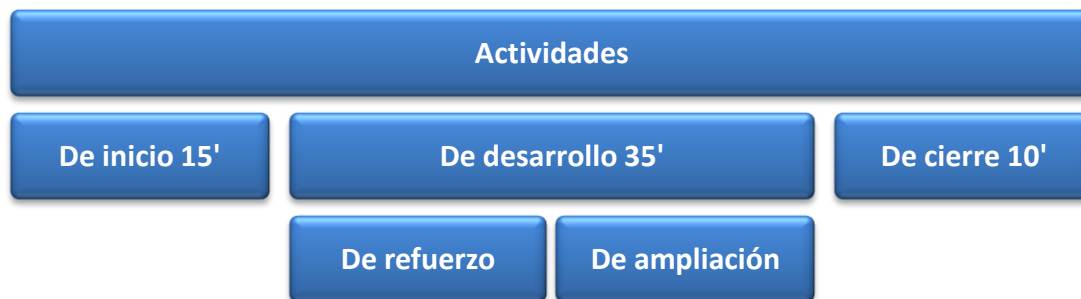 Actividades
De inicio 15'
De desarrollo 35'
De cierre 10'
De refuerzo
De ampliación